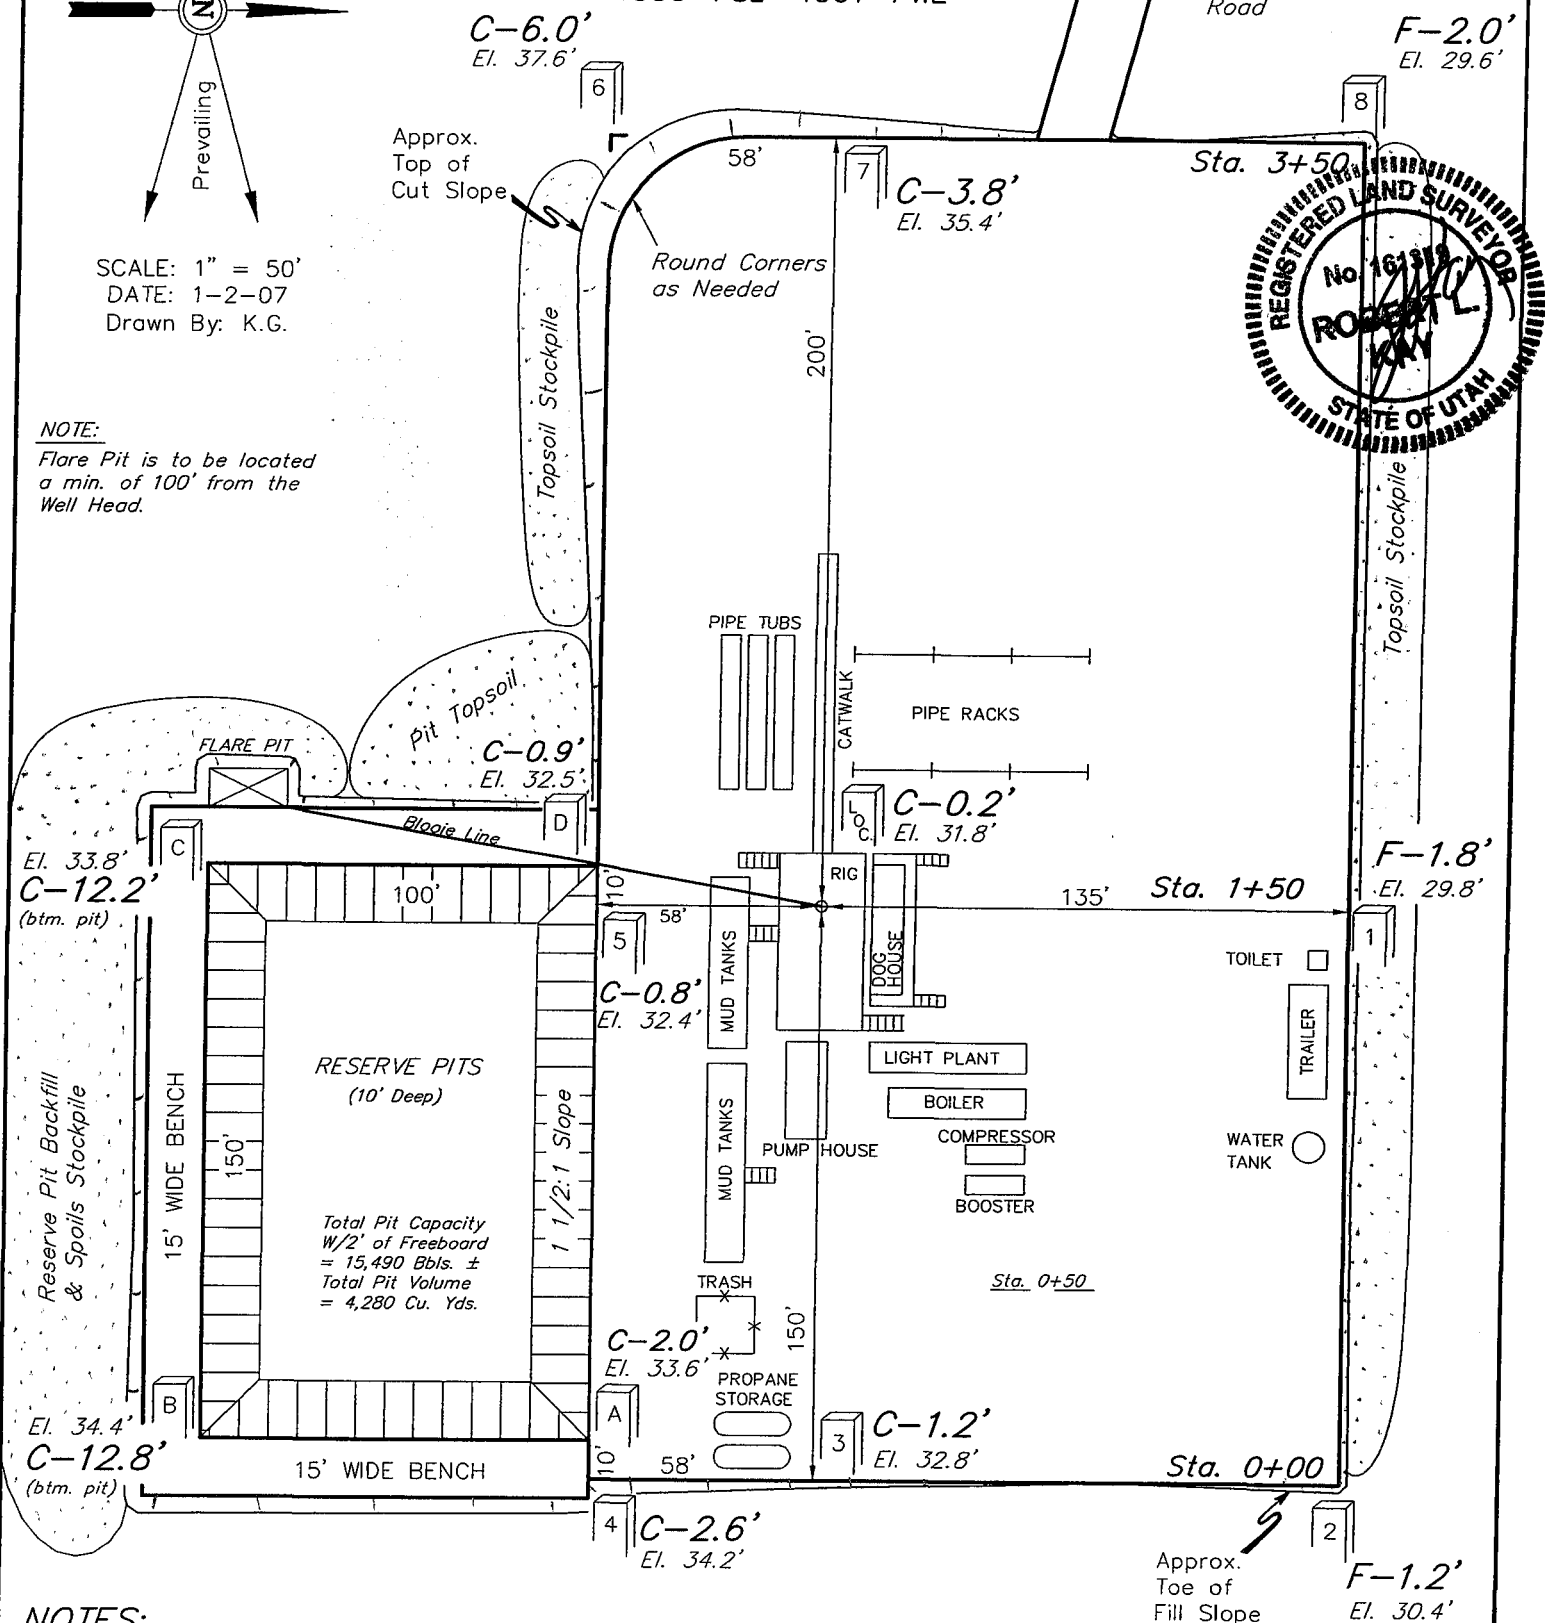 N
Prevailing
C-6.0'
El. 37.6'
Road
F-2.0'
El. 29.6'
6
8
Approx.
Top of
Cut Slope
58'
7
C-3.8'
El. 35.4'
Sta. 3+50
REGISTERED LAND SURVEYOR
No. 161319
ROBERT L.
KAY
STATE OF UTAH
SCALE: 1" = 50'
DATE: 1-2-07
Drawn By: K.G.
Round Corners
as Needed
200'
Topsoil Stockpile
Topsoil Stockpile
NOTE:
Flare Pit is to be located
a min. of 100' from the
Well Head.
PIPE TUBS
CATWALK
PIPE RACKS
Pit Topsoil
FLARE PIT
C-0.9'
El. 32.5'
D
Blooie Line
C
El. 33.8'
C-12.2'
(btm. pit)
LOC.
C-0.2'
El. 31.8'
RIG
100'
10'
58'
135'
Sta. 1+50
F-1.8'
El. 29.8'
1
5
C-0.8'
El. 32.4'
MUD TANKS
DOG
HOUSE
TOILET
TRAILER
LIGHT PLANT
BOILER
COMPRESSOR
BOOSTER
PUMP HOUSE
MUD TANKS
WATER
TANK
RESERVE PITS
(10' Deep)
1 1/2:1 Slope
150'
15' WIDE BENCH
Reserve Pit Backfill
& Spoils Stockpile
Total Pit Capacity
W/2' of Freeboard
= 15,490 Bbls. ±
Total Pit Volume
= 4,280 Cu. Yds.
TRASH
Sta. 0+50
150'
C-2.0'
El. 33.6'
PROPANE
STORAGE
A
B
El. 34.4'
C-12.8'
(btm. pit)
15' WIDE BENCH
10'
58'
3
C-1.2'
El. 32.8'
Sta. 0+00
4
C-2.6'
El. 34.2'
2
F-1.2'
El. 30.4'
Approx.
Toe of
Fill Slope
NOTES: